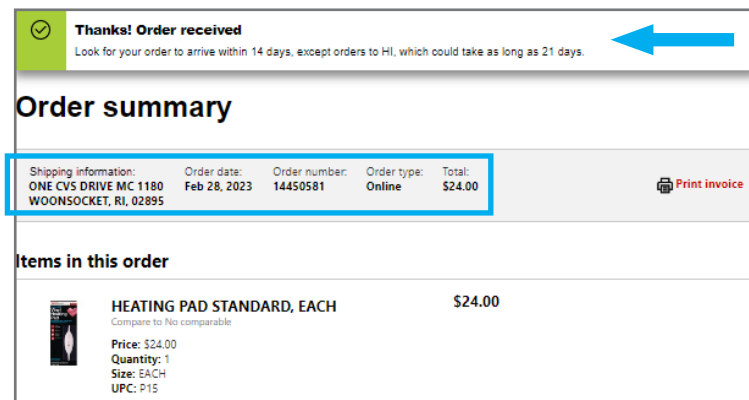 Thanks! Order received
Look for your order to arrive within 14 days, except orders to HI, which could take as long as 21 days.
Order summary
Shipping information:
ONE CVS DRIVE MC 1180
WOONSOCKET, RI, 02895
Order date:
Feb 28, 2023
Order number:
14450581
Order type:
Online
Total:
$24.00
Print invoice
Items in this order
HEATING PAD STANDARD, EACH
$24.00
Compare to No comparable
Price: $24.00
Quantity: 1
Size: EACH
UPC: P15